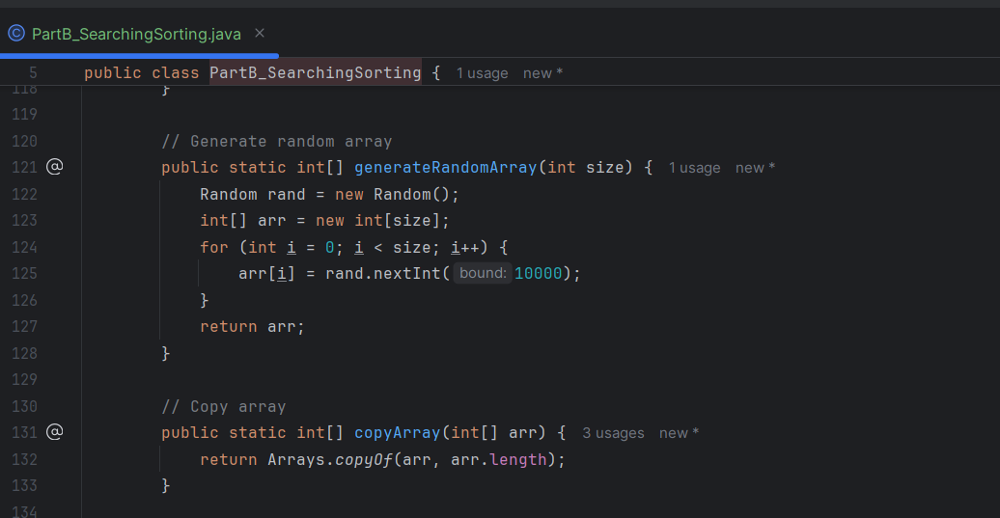 PartB_SearchingSorting.java
5 public class PartB_SearchingSorting { 1 usage new *
118 }
119
120 // Generate random array
121 public static int[] generateRandomArray(int size) { 1 usage new *
122 Random rand = new Random();
123 int[] arr = new int[size];
124 for (int i = 0; i < size; i++) {
125 arr[i] = rand.nextInt( bound: 10000);
126 }
127 return arr;
128 }
129
130 // Copy array
131 public static int[] copyArray(int[] arr) { 3 usages new *
132 return Arrays.copyOf(arr, arr.length);
133 }
134